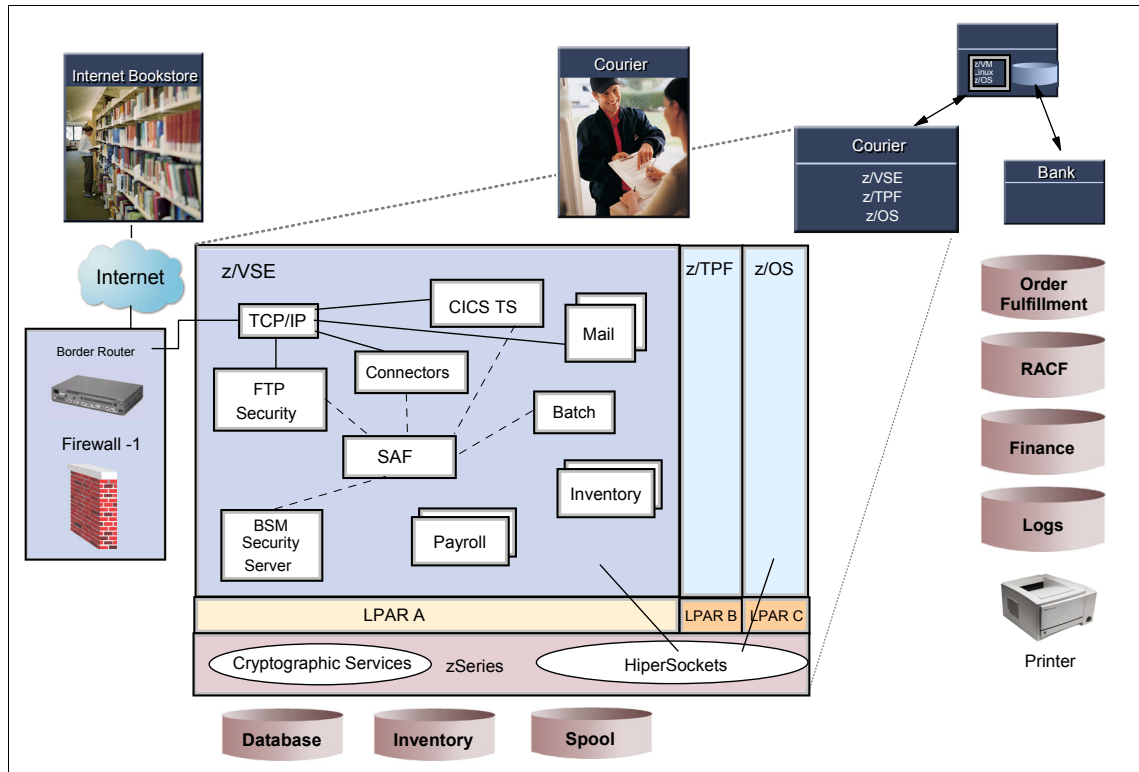 Internet Bookstore
Courier
z/VM
Linux
z/OS
Courier
z/VSE
z/TPF
z/OS
Bank
Internet
Border Router
Firewall -1
z/VSE
TCP/IP
CICS TS
Mail
FTP
Security
Connectors
Batch
SAF
Inventory
BSM
Security
Server
Payroll
z/TPF
z/OS
LPAR A
LPAR B
LPAR C
Cryptographic Services
zSeries
HiperSockets
Database
Inventory
Spool
Order
Fulfillment
RACF
Finance
Logs
Printer